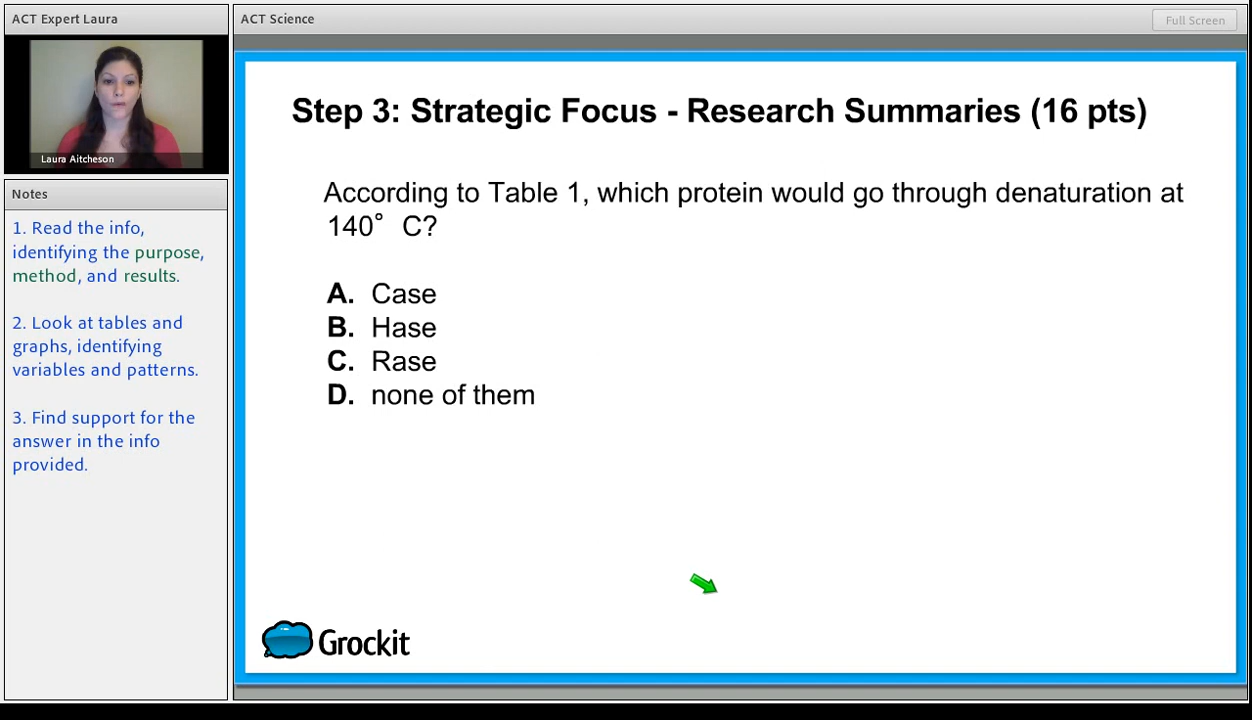 ACT Expert Laura
Laura Aitcheson
Notes
1. Read the info,
identifying the purpose,
method, and results.
2. Look at tables and
graphs, identifying
variables and patterns.
3. Find support for the
answer in the info
provided.
ACT Science
Full Screen
Step 3: Strategic Focus - Research Summaries (16 pts)
According to Table 1, which protein would go through denaturation at
140° C?
A. Case
B. Hase
C. Rase
D. none of them
Grockit